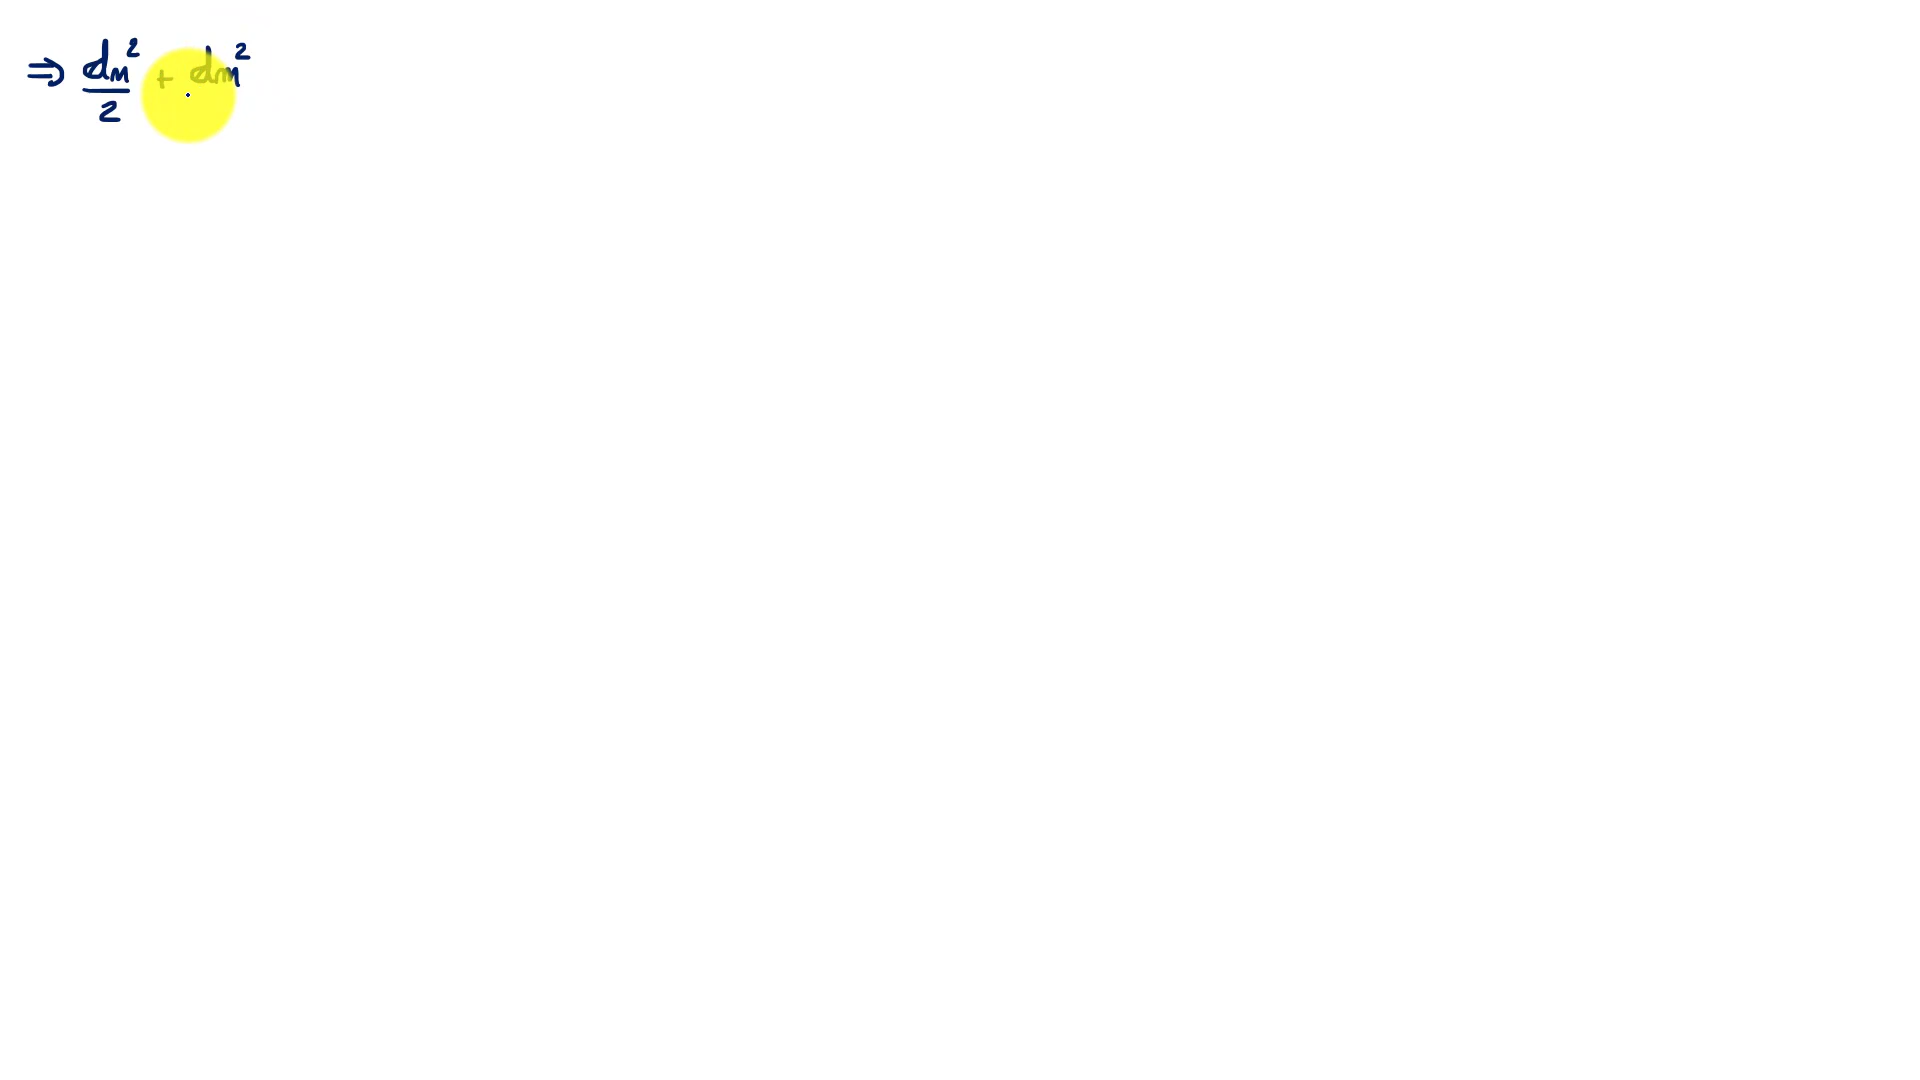 ⇒ dm²/2 + dm²